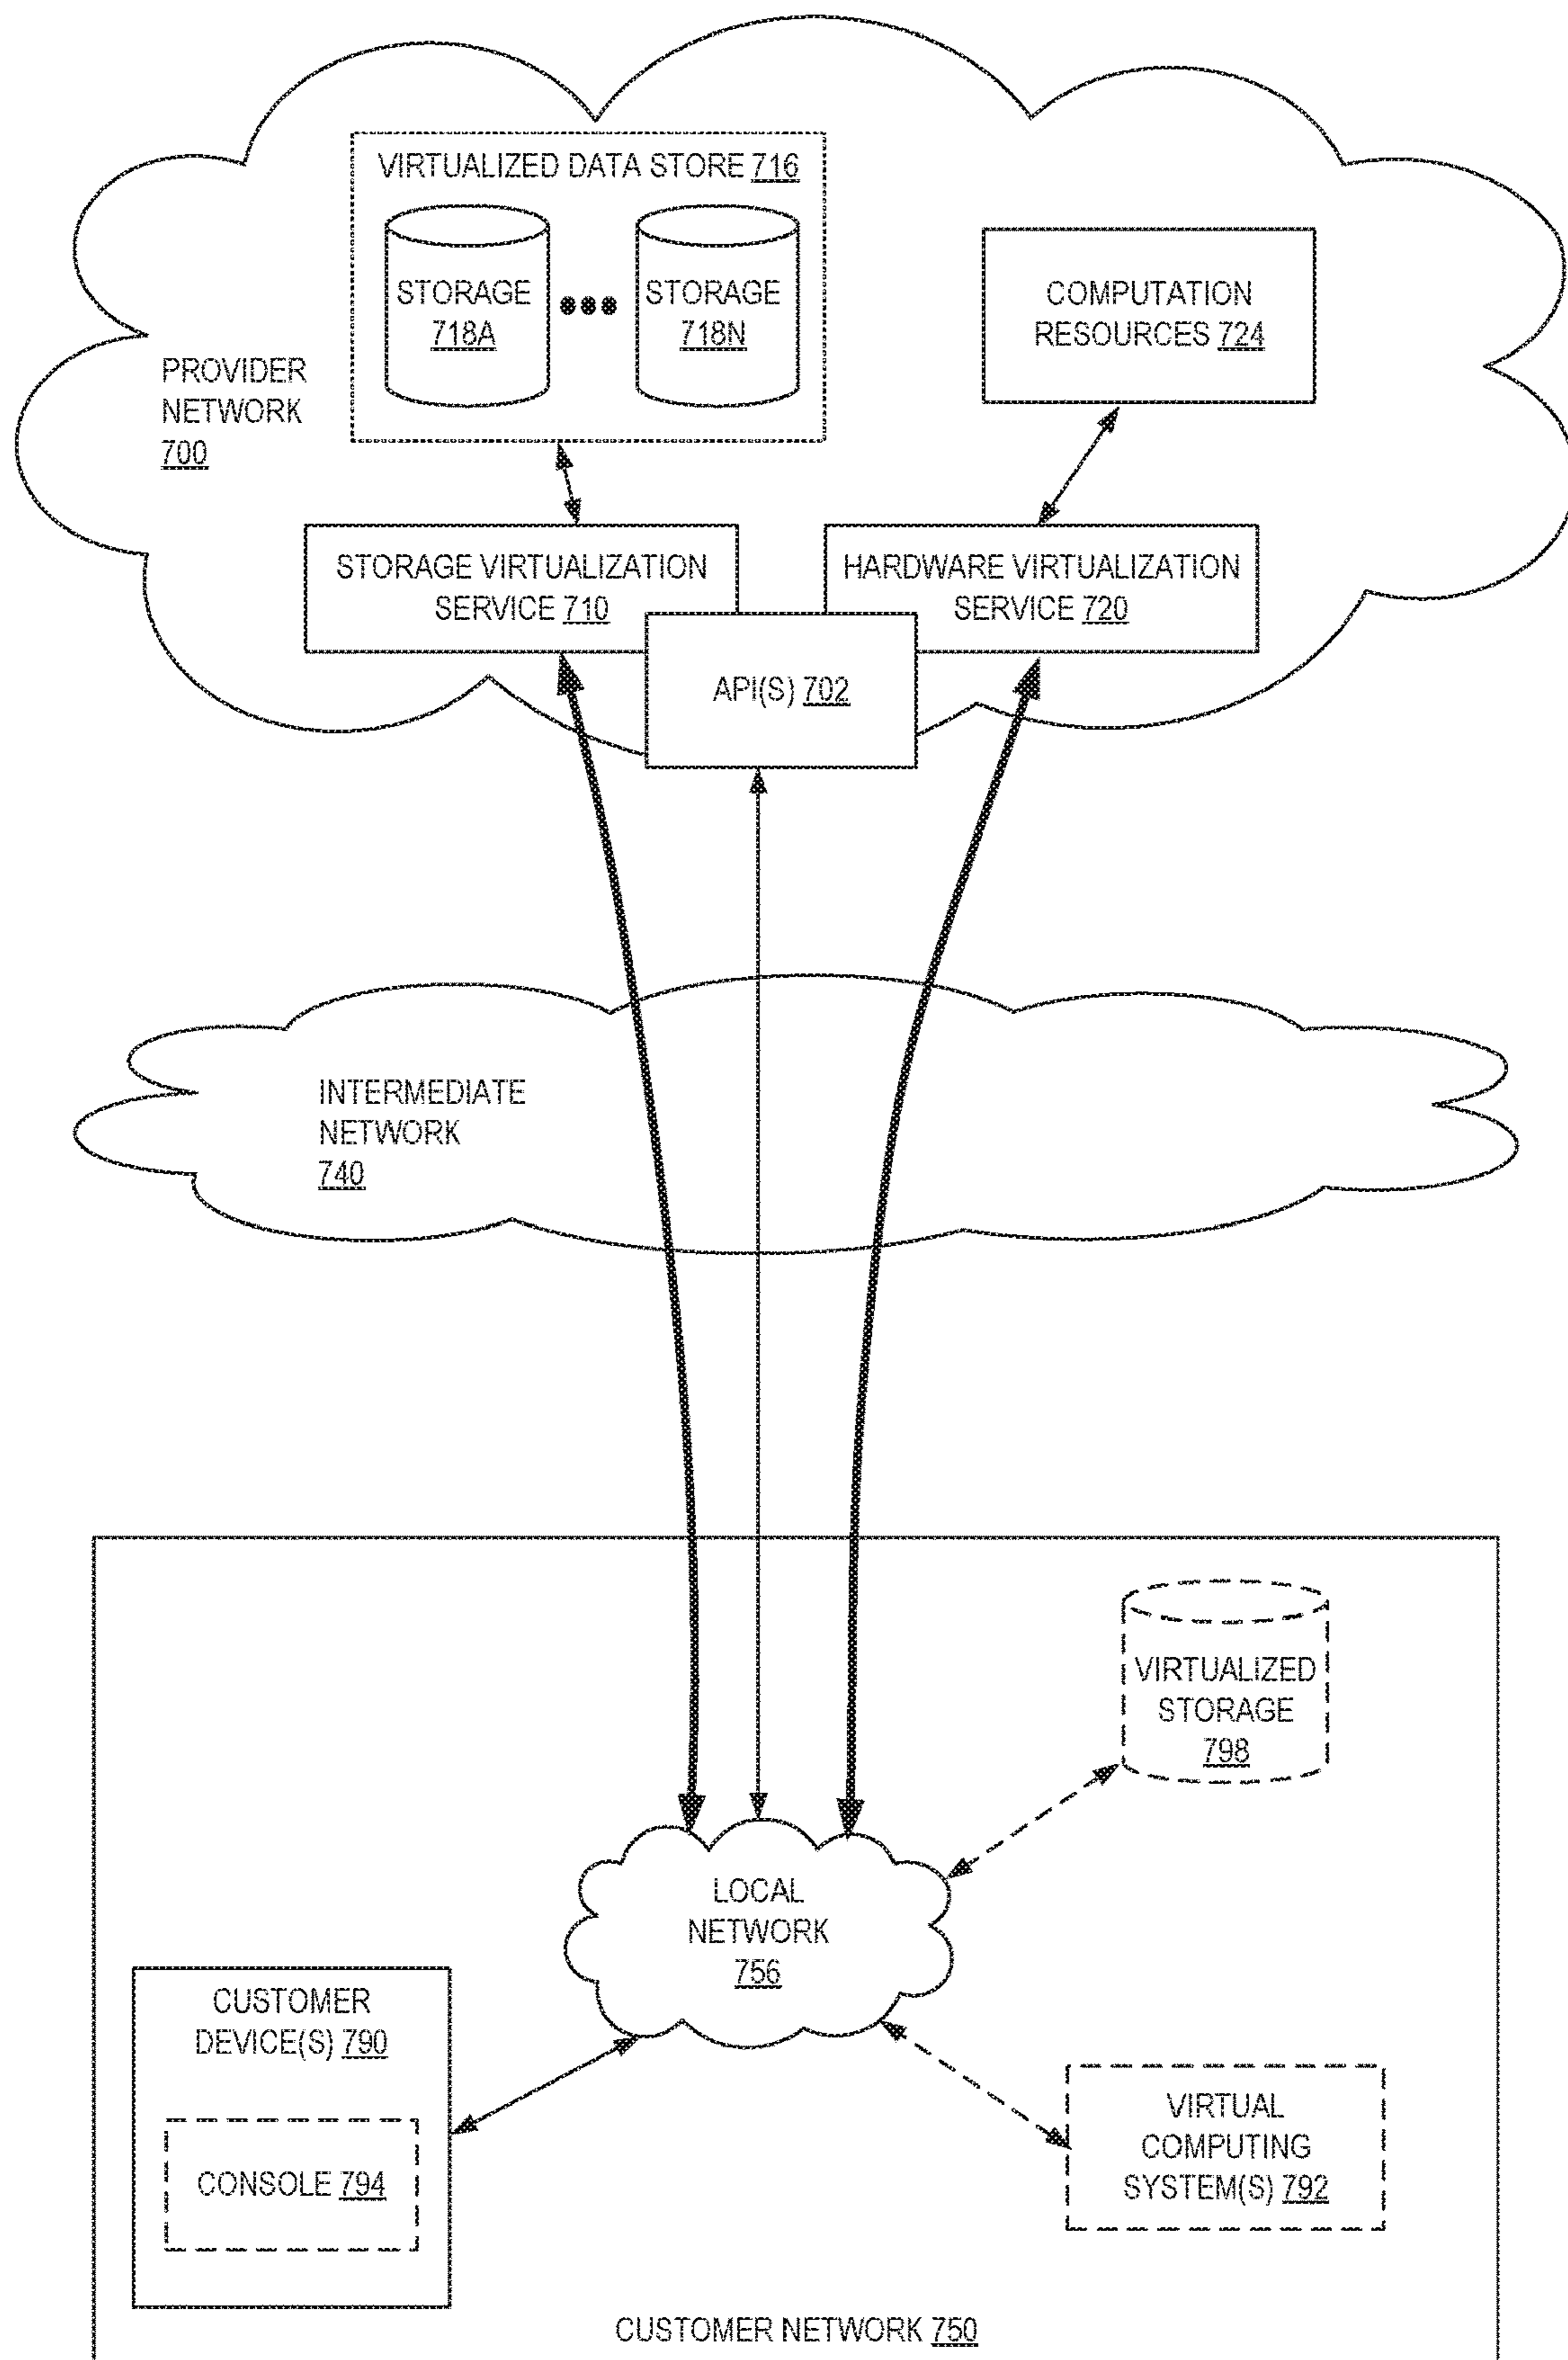 VIRTUALIZED DATA STORE 716
STORAGE
718A
STORAGE
718N
COMPUTATION
RESOURCES 724
PROVIDER
NETWORK
700
STORAGE VIRTUALIZATION
SERVICE 710
HARDWARE VIRTUALIZATION
SERVICE 720
API(S) 702
INTERMEDIATE
NETWORK
740
VIRTUALIZED
STORAGE
798
LOCAL
NETWORK
756
CUSTOMER
DEVICE(S) 790
CONSOLE 794
VIRTUAL
COMPUTING
SYSTEM(S) 792
CUSTOMER NETWORK 750